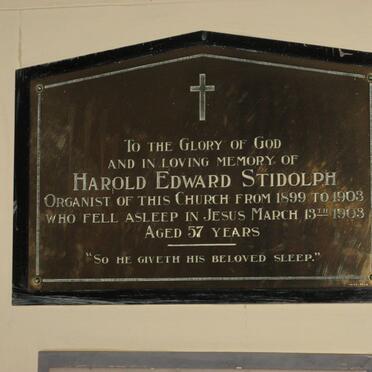 To the Glory of God
and in loving memory of
Harold Edward Stidolph
Organist of this Church from 1899 to 1903
who fell asleep in Jesus March 13th 1903
Aged 57 years
"So he giveth his beloved sleep."